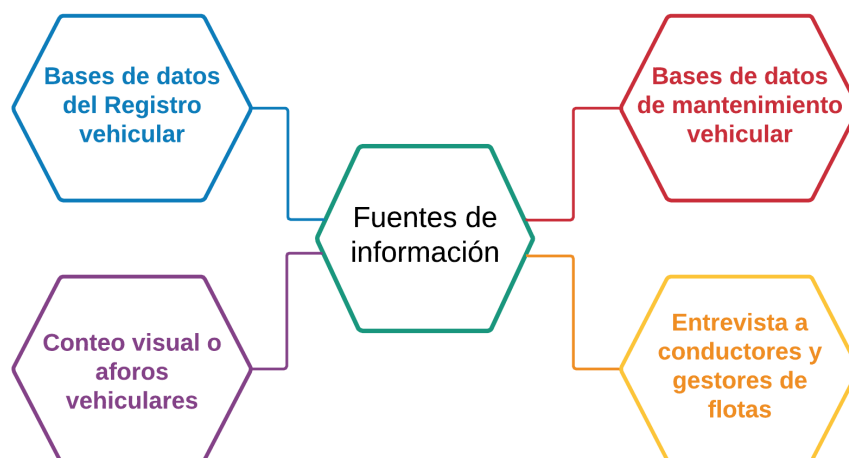 Bases de datos
del Registro
vehicular
Bases de datos
de mantenimiento
vehicular
Fuentes de
información
Conteo visual o
aforos
vehiculares
Entrevista a
conductores y
gestores de
flotas